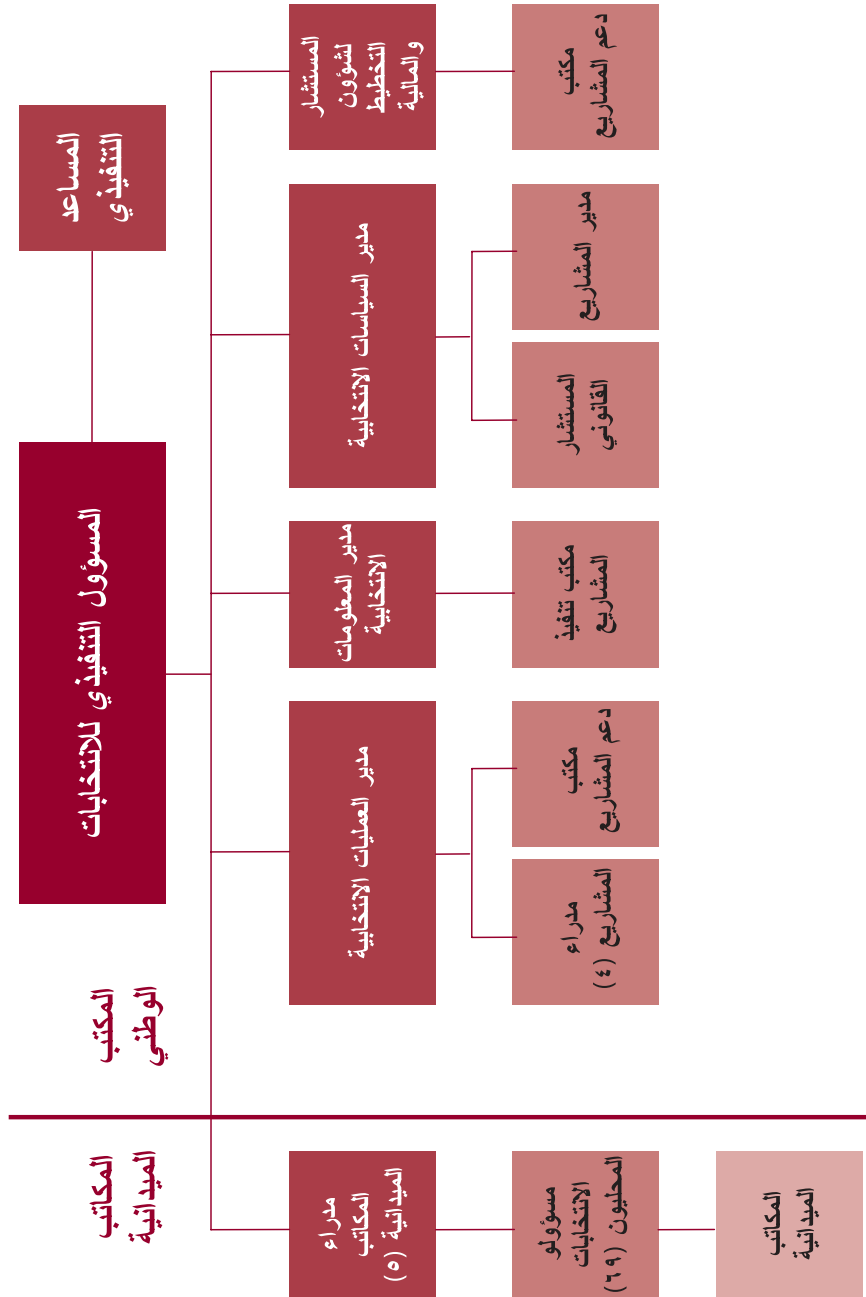 المساعد
التنفيذي
المسؤول التنفيذي للانتخابات
المستشار
لشؤون
التخطيط
والمالية
مدير السياسات الانتخابية
مدير المعلومات
الانتخابية
مدير العمليات الانتخابية
مكتب
دعم المشاريع
مدير المشاريع
المستشار
القانوني
مكتب تنفيذ
المشاريع
مكتب
دعم المشاريع
مدراء
المشاريع (٤)
المكتب
الوطني
المكاتب
الميدانية
مدراء
المكاتب
الميدانية (٥)
مسؤولو
الانتخابات
المحليون (٦٩)
المكاتب
الميدانية